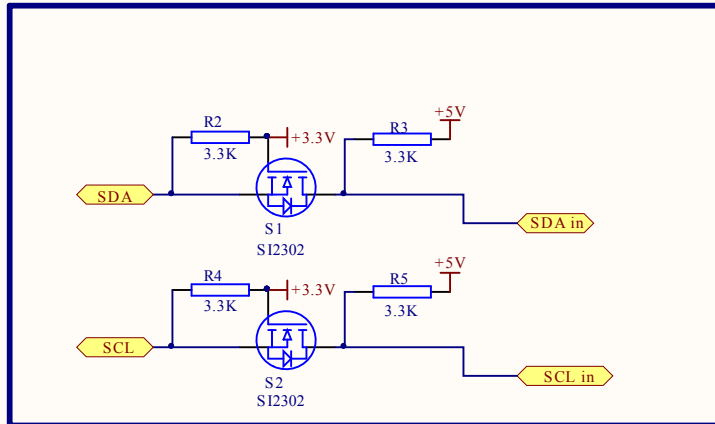 +5V
R2
R3
+3.3V
3.3K
3.3K
SDA
S1
SDA in
SI2302
+5V
R4
R5
+3.3V
3.3K
3.3K
SCL
S2
SCL in
SI2302